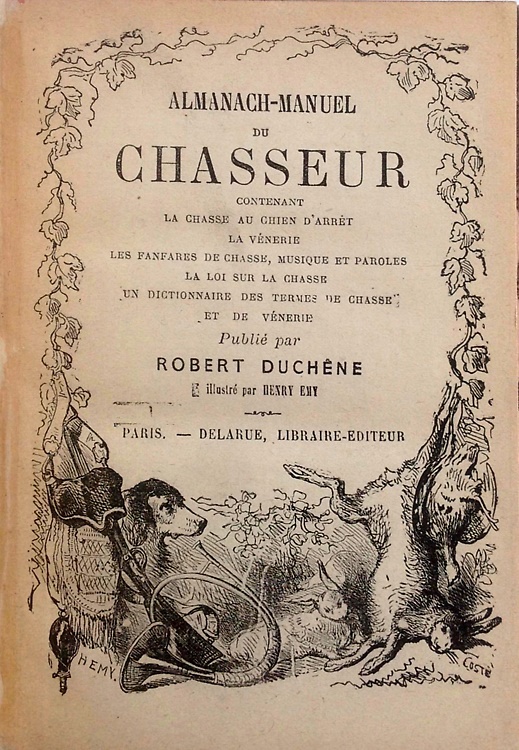 ALMANACH-MANUEL
DU
CHASSEUR
CONTENANT
LA CHASSE AU CHIEN D'ARRÊT
LA VÉNERIE
LES FANFARES DE CHASSE, MUSIQUE ET PAROLES
LA LOI SUR LA CHASSE
UN DICTIONNAIRE DES TERMES DE CHASSE
ET DE VÉNERIE
Publié par
ROBERT DUCHÊNE
illustré par HENRY EMY
PARIS. — DELARUE, LIBRAIRE-EDITEUR
HEMY
COSTE